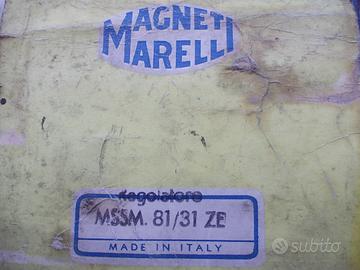 MAGNETI
MARELLI
Regolatore
MSSM. 81/31 ZE
MADE IN ITALY
subito